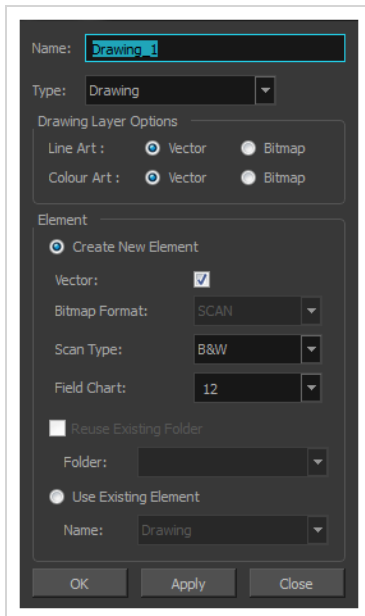 Name: Drawing_1
Type: Drawing
Drawing Layer Options
Line Art : Vector Bitmap
Colour Art : Vector Bitmap
Element
Create New Element
Vector:
Bitmap Format: SCAN
Scan Type: B&W
Field Chart: 12
Reuse Existing Folder
Folder:
Use Existing Element
Name: Drawing
OK Apply Close